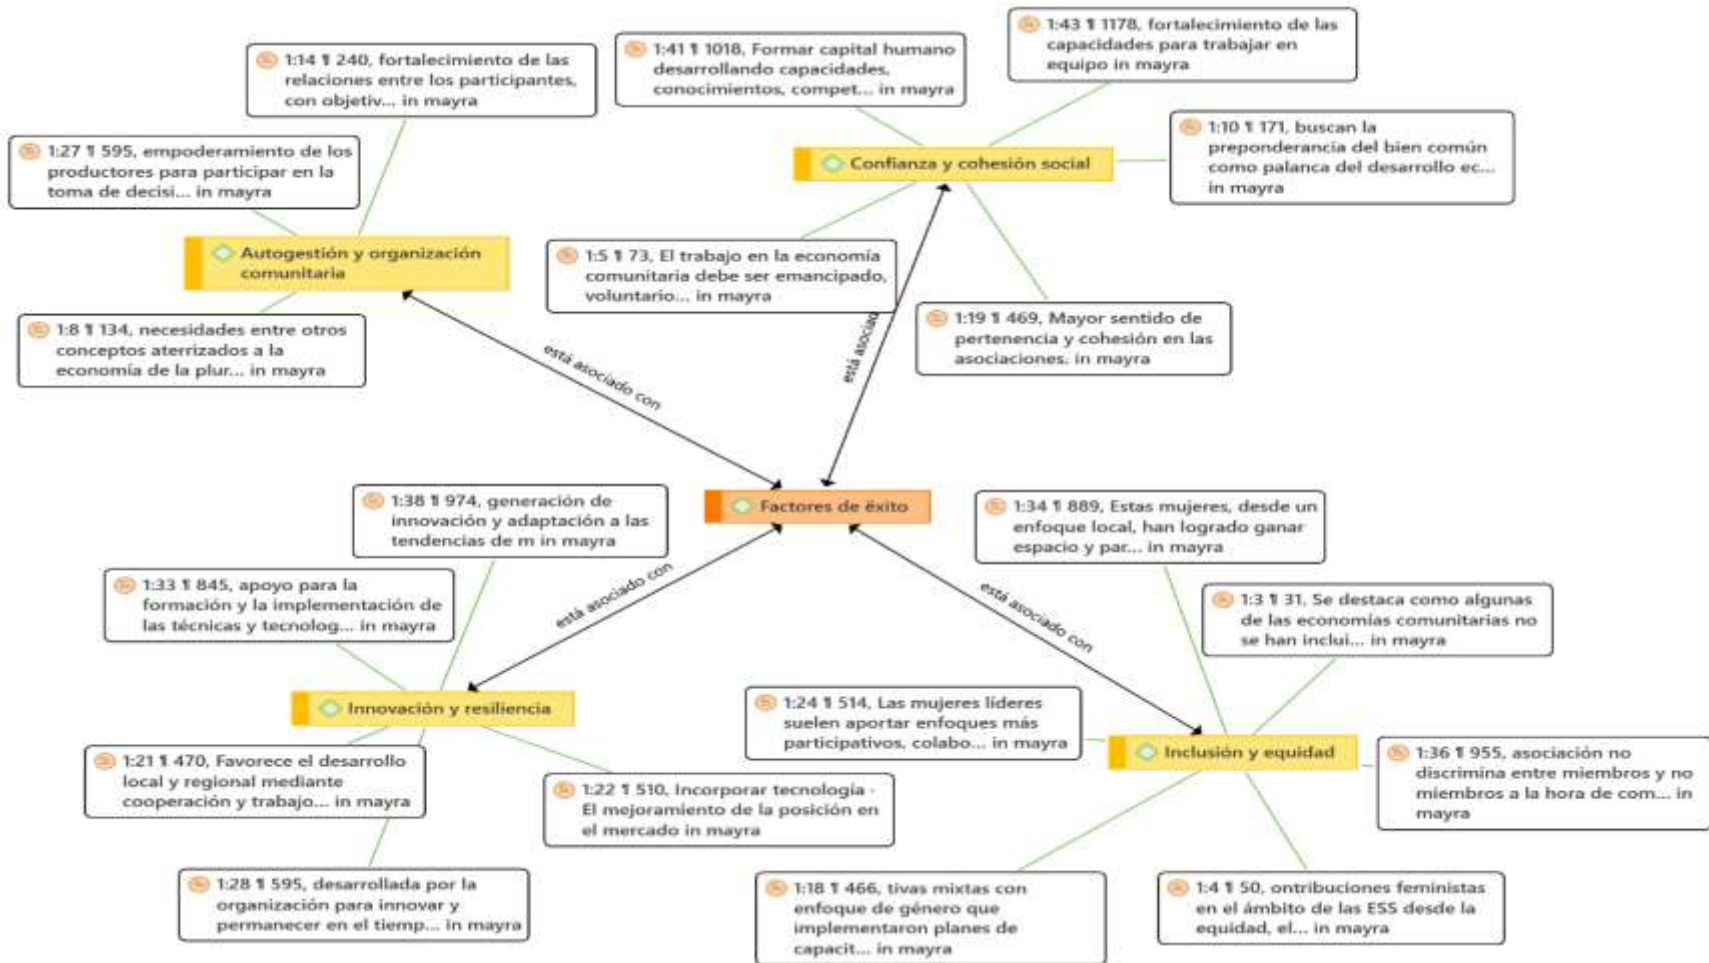 1:14 ¶ 240, fortalecimiento de las
relaciones entre los participantes,
con objetiv... in mayra
1:41 ¶ 1018, Formar capital humano
desarrollando capacidades,
conocimientos, compet... in mayra
1:43 ¶ 1178, fortalecimiento de las
capacidades para trabajar en
equipo in mayra
1:27 ¶ 595, empoderamiento de los
productores para participar en la
toma de decisi... in mayra
Confianza y cohesión social
1:10 ¶ 171, buscan la
preponderancia del bien común
como palanca del desarrollo ec...
in mayra
Autogestión y organización
comunitaria
1:5 ¶ 73, El trabajo en la economía
comunitaria debe ser emancipado,
voluntario... in mayra
1:8 ¶ 134, necesidades entre otros
conceptos aterrizados a la
economía de la plur... in mayra
1:19 ¶ 469, Mayor sentido de
pertenencia y cohesión en las
asociaciones. in mayra
está asociado con
está asociad
Factores de éxito
1:38 ¶ 974, generación de
innovación y adaptación a las
tendencias de m in mayra
1:34 ¶ 889, Estas mujeres, desde un
enfoque local, han logrado ganar
espacio y par... in mayra
1:33 ¶ 845, apoyo para la
formación y la implementación de
las técnicas y tecnolog... in mayra
está asociado con
está asociado con
1:3 ¶ 31, Se destaca como algunas
de las economías comunitarias no
se han inclui... in mayra
Innovación y resiliencia
1:24 ¶ 514, Las mujeres líderes
suelen aportar enfoques más
participativos, colabo... in mayra
Inclusión y equidad
1:36 ¶ 955, asociación no
discrimina entre miembros y no
miembros a la hora de com... in
mayra
1:21 ¶ 470, Favorece el desarrollo
local y regional mediante
cooperación y trabajo... in mayra
1:22 ¶ 510, Incorporar tecnología -
El mejoramiento de la posición en
el mercado in mayra
1:28 ¶ 595, desarrollada por la
organización para innovar y
permanecer en el tiemp... in mayra
1:18 ¶ 466, tivas mixtas con
enfoque de género que
implementaron planes de
capacit... in mayra
1:4 ¶ 50, ontribuciones feministas
en el ámbito de las ESS desde la
equidad, el... in mayra